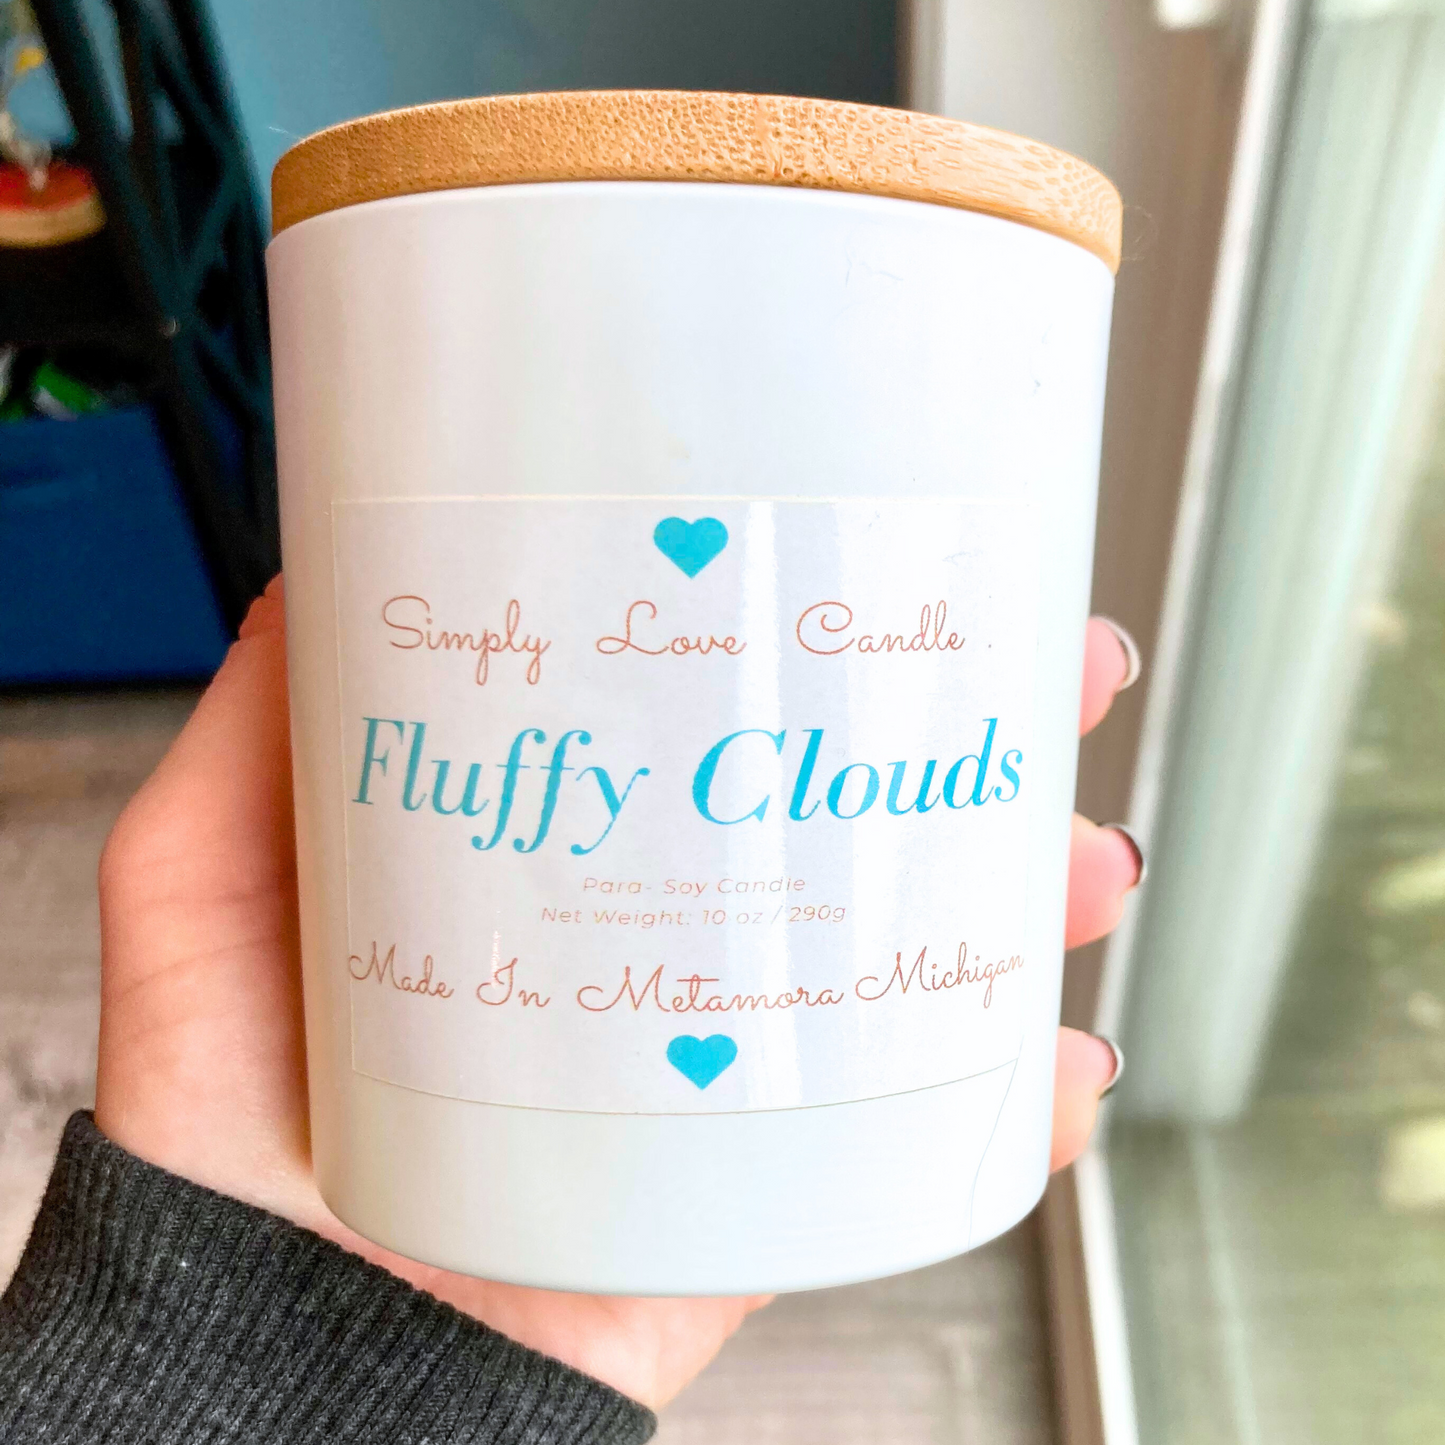 Simply Love Candle
Fluffy Clouds
Para- Soy Candle
Net Weight: 10 oz / 290g
Made In Metamora Michigan